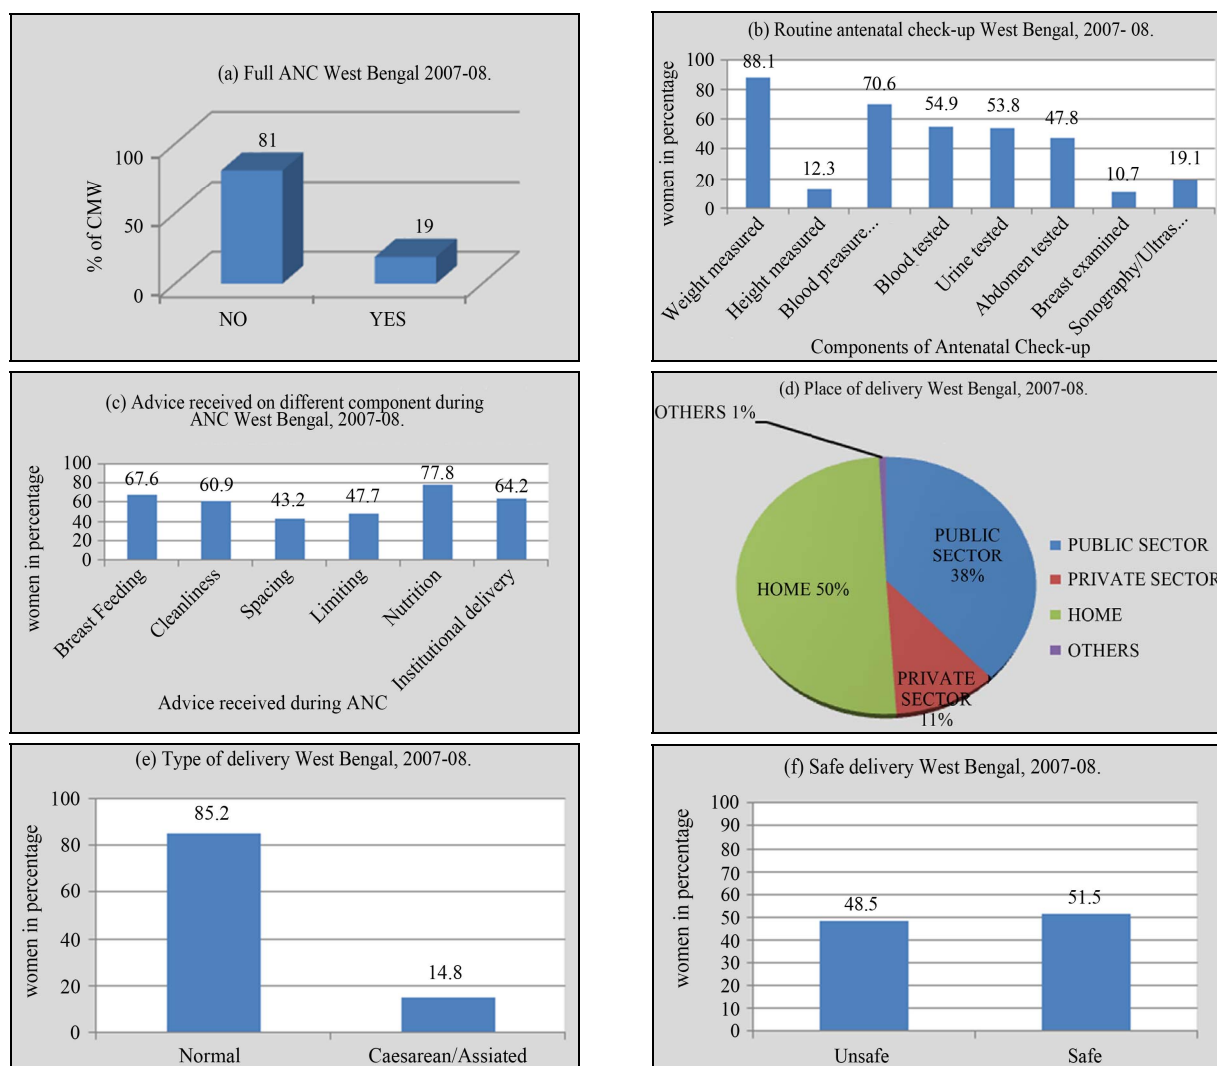 (a) Full ANC West Bengal 2007-08.
% of CMW
100
50
0
81
19
NO
YES
(b) Routine antenatal check-up West Bengal, 2007- 08.
women in percentage
100
80
60
40
20
0
88.1
12.3
70.6
54.9
53.8
47.8
10.7
19.1
Weight measured
Height measured
Blood preasure...
Blood tested
Urine tested
Abdomen tested
Breast examined
Sonography/Ultras...
Components of Antenatal Check-up
(c) Advice received on different component during
ANC West Bengal, 2007-08.
women in percentage
100
80
60
40
20
0
67.6
60.9
43.2
47.7
77.8
64.2
Breast Feeding
Cleanliness
Spacing
Limiting
Nutrition
Institutional delivery
Advice received during ANC
(d) Place of delivery West Bengal, 2007-08.
OTHERS 1%
PUBLIC
SECTOR
38%
HOME 50%
PRIVATE
SECTOR
11%
PUBLIC SECTOR
PRIVATE SECTOR
HOME
OTHERS
(e) Type of delivery West Bengal, 2007-08.
women in percentage
100
80
60
40
20
0
85.2
14.8
Normal
Caesarean/Assiated
(f) Safe delivery West Bengal, 2007-08.
women in percentage
100
90
80
70
60
50
40
30
20
10
0
48.5
51.5
Unsafe
Safe